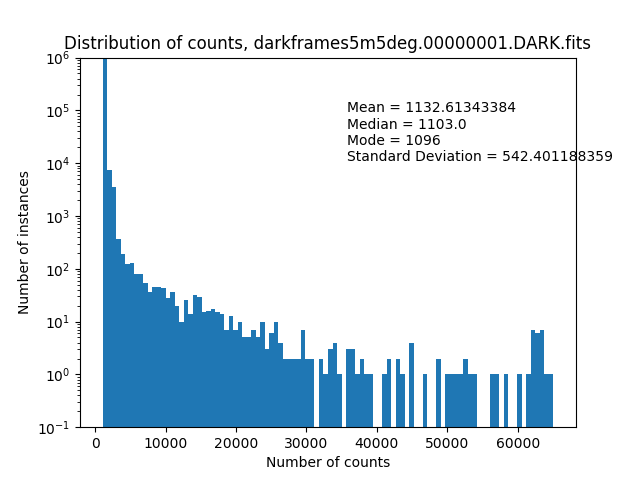 Distribution of counts, darkframes5m5deg.00000001.DARK.fits
10^6
10^5
10^4
10^3
10^2
10^1
10^0
10^-1
Number of instances
Mean = 1132.61343384
Median = 1103.0
Mode = 1096
Standard Deviation = 542.401188359
0 10000 20000 30000 40000 50000 60000
Number of counts